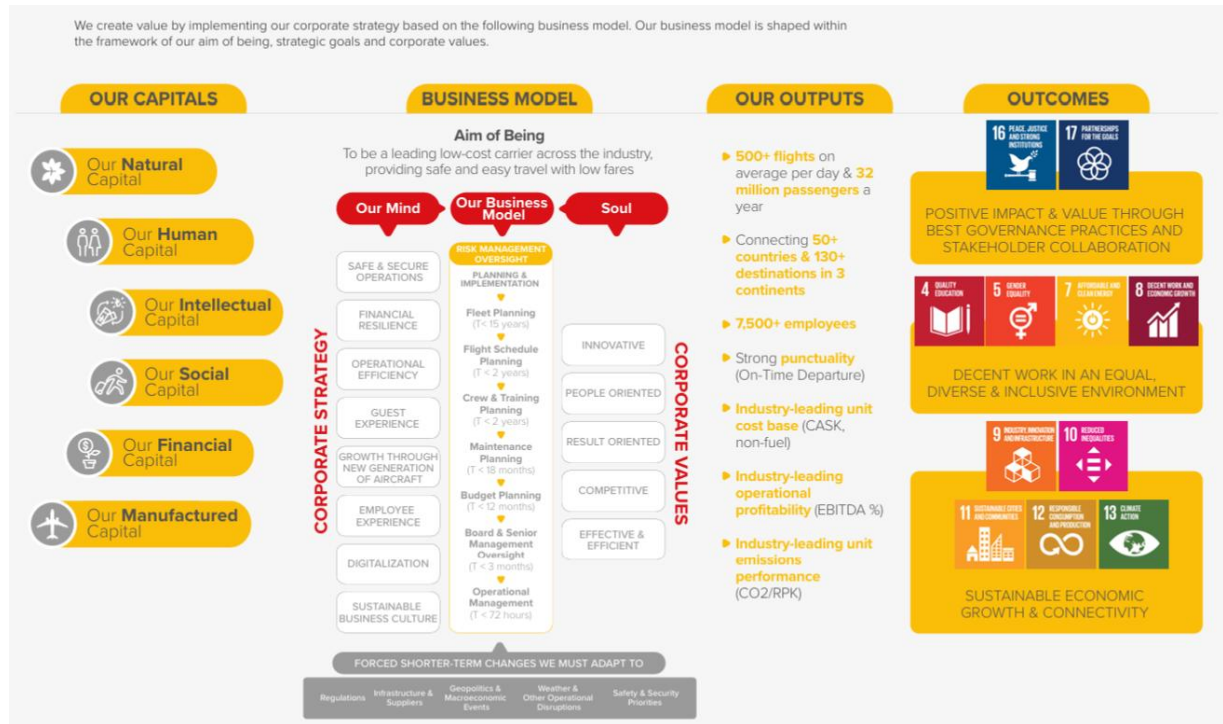 We create value by implementing our corporate strategy based on the following business model. Our business model is shaped within
the framework of our aim of being, strategic goals and corporate values.
OUR CAPITALS
Our Natural
Capital
Our Human
Capital
Our Intellectual
Capital
Our Social
Capital
Our Financial
Capital
Our Manufactured
Capital
BUSINESS MODEL
Aim of Being
To be a leading low-cost carrier across the industry,
providing safe and easy travel with low fares
CORPORATE STRATEGY
Our Mind
SAFE & SECURE
OPERATIONS
FINANCIAL
RESILIENCE
OPERATIONAL
EFFICIENCY
GUEST
EXPERIENCE
GROWTH THROUGH
NEW GENERATION
OF AIRCRAFT
EMPLOYEE
EXPERIENCE
DIGITALIZATION
SUSTAINABLE
BUSINESS CULTURE
Our Business
Model
RISK MANAGEMENT
OVERSIGHT
PLANNING &
IMPLEMENTATION
Fleet Planning
(T< 15 years)
Flight Schedule
Planning
(T < 2 years)
Crew & Training
Planning
(T < 2 years)
Maintenance
Planning
(T < 18 months)
Budget Planning
(T < 12 months)
Board & Senior
Management
Oversight
(T < 3 months)
Operational
Management
(T < 72 hours)
Soul
INNOVATIVE
PEOPLE ORIENTED
RESULT ORIENTED
COMPETITIVE
EFFECTIVE &
EFFICIENT
CORPORATE VALUES
FORCED SHORTER-TERM CHANGES WE MUST ADAPT TO
Regulations
Infrastructure &
Suppliers
Geopolitics &
Macroeconomic
Events
Weather &
Other Operational
Disruptions
Safety & Security
Priorities
OUR OUTPUTS
500+ flights on
average per day & 32
million passengers a
year
Connecting 50+
countries & 130+
destinations in 3
continents
7,500+ employees
Strong punctuality
(On-Time Departure)
Industry-leading unit
cost base (CASK,
non-fuel)
Industry-leading
operational
profitability (EBITDA %)
Industry-leading unit
emissions
performance
(CO2/RPK)
OUTCOMES
16 PEACE, JUSTICE
AND STRONG
INSTITUTIONS
17 PARTNERSHIPS
FOR THE GOALS
POSITIVE IMPACT & VALUE THROUGH
BEST GOVERNANCE PRACTICES AND
STAKEHOLDER COLLABORATION
4 QUALITY
EDUCATION
5 GENDER
EQUALITY
7 AFFORDABLE AND
CLEAN ENERGY
8 DECENT WORK AND
ECONOMIC GROWTH
DECENT WORK IN AN EQUAL,
DIVERSE & INCLUSIVE ENVIRONMENT
9 INDUSTRY, INNOVATION
AND INFRASTRUCTURE
10 REDUCED
INEQUALITIES
11 SUSTAINABLE CITIES
AND COMMUNITIES
12 RESPONSIBLE
CONSUMPTION
AND PRODUCTION
13 CLIMATE
ACTION
SUSTAINABLE ECONOMIC
GROWTH & CONNECTIVITY